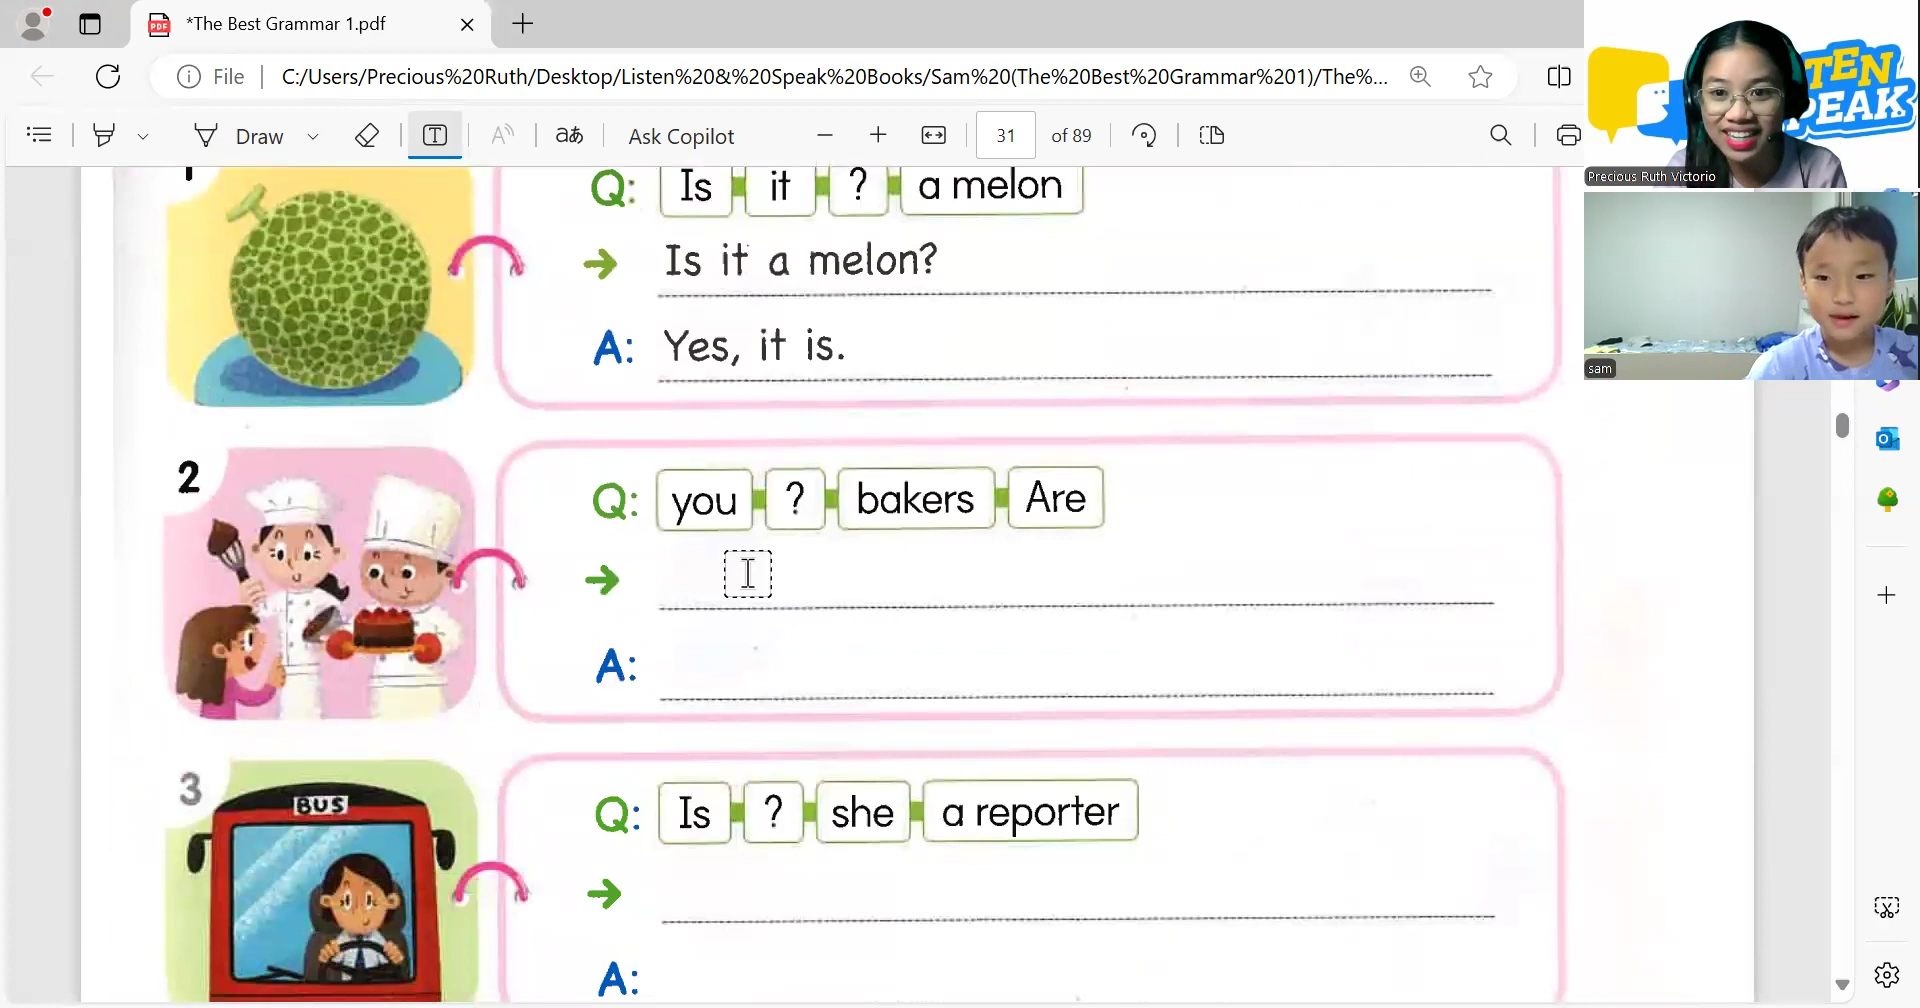 *The Best Grammar 1.pdf
File
C:/Users/Precious%20Ruth/Desktop/Listen%20&%20Speak%20Books/Sam%20(The%20Best%20Grammar%201)/The%...
Draw
Ask Copilot
31 of 89
TEN
PEAK
Precious Ruth Victorio
sam
1
Q: Is it ? a melon
Is it a melon?
A: Yes, it is.
2
Q: you ? bakers Are
A:
3
BUS
Q: Is ? she a reporter
A: